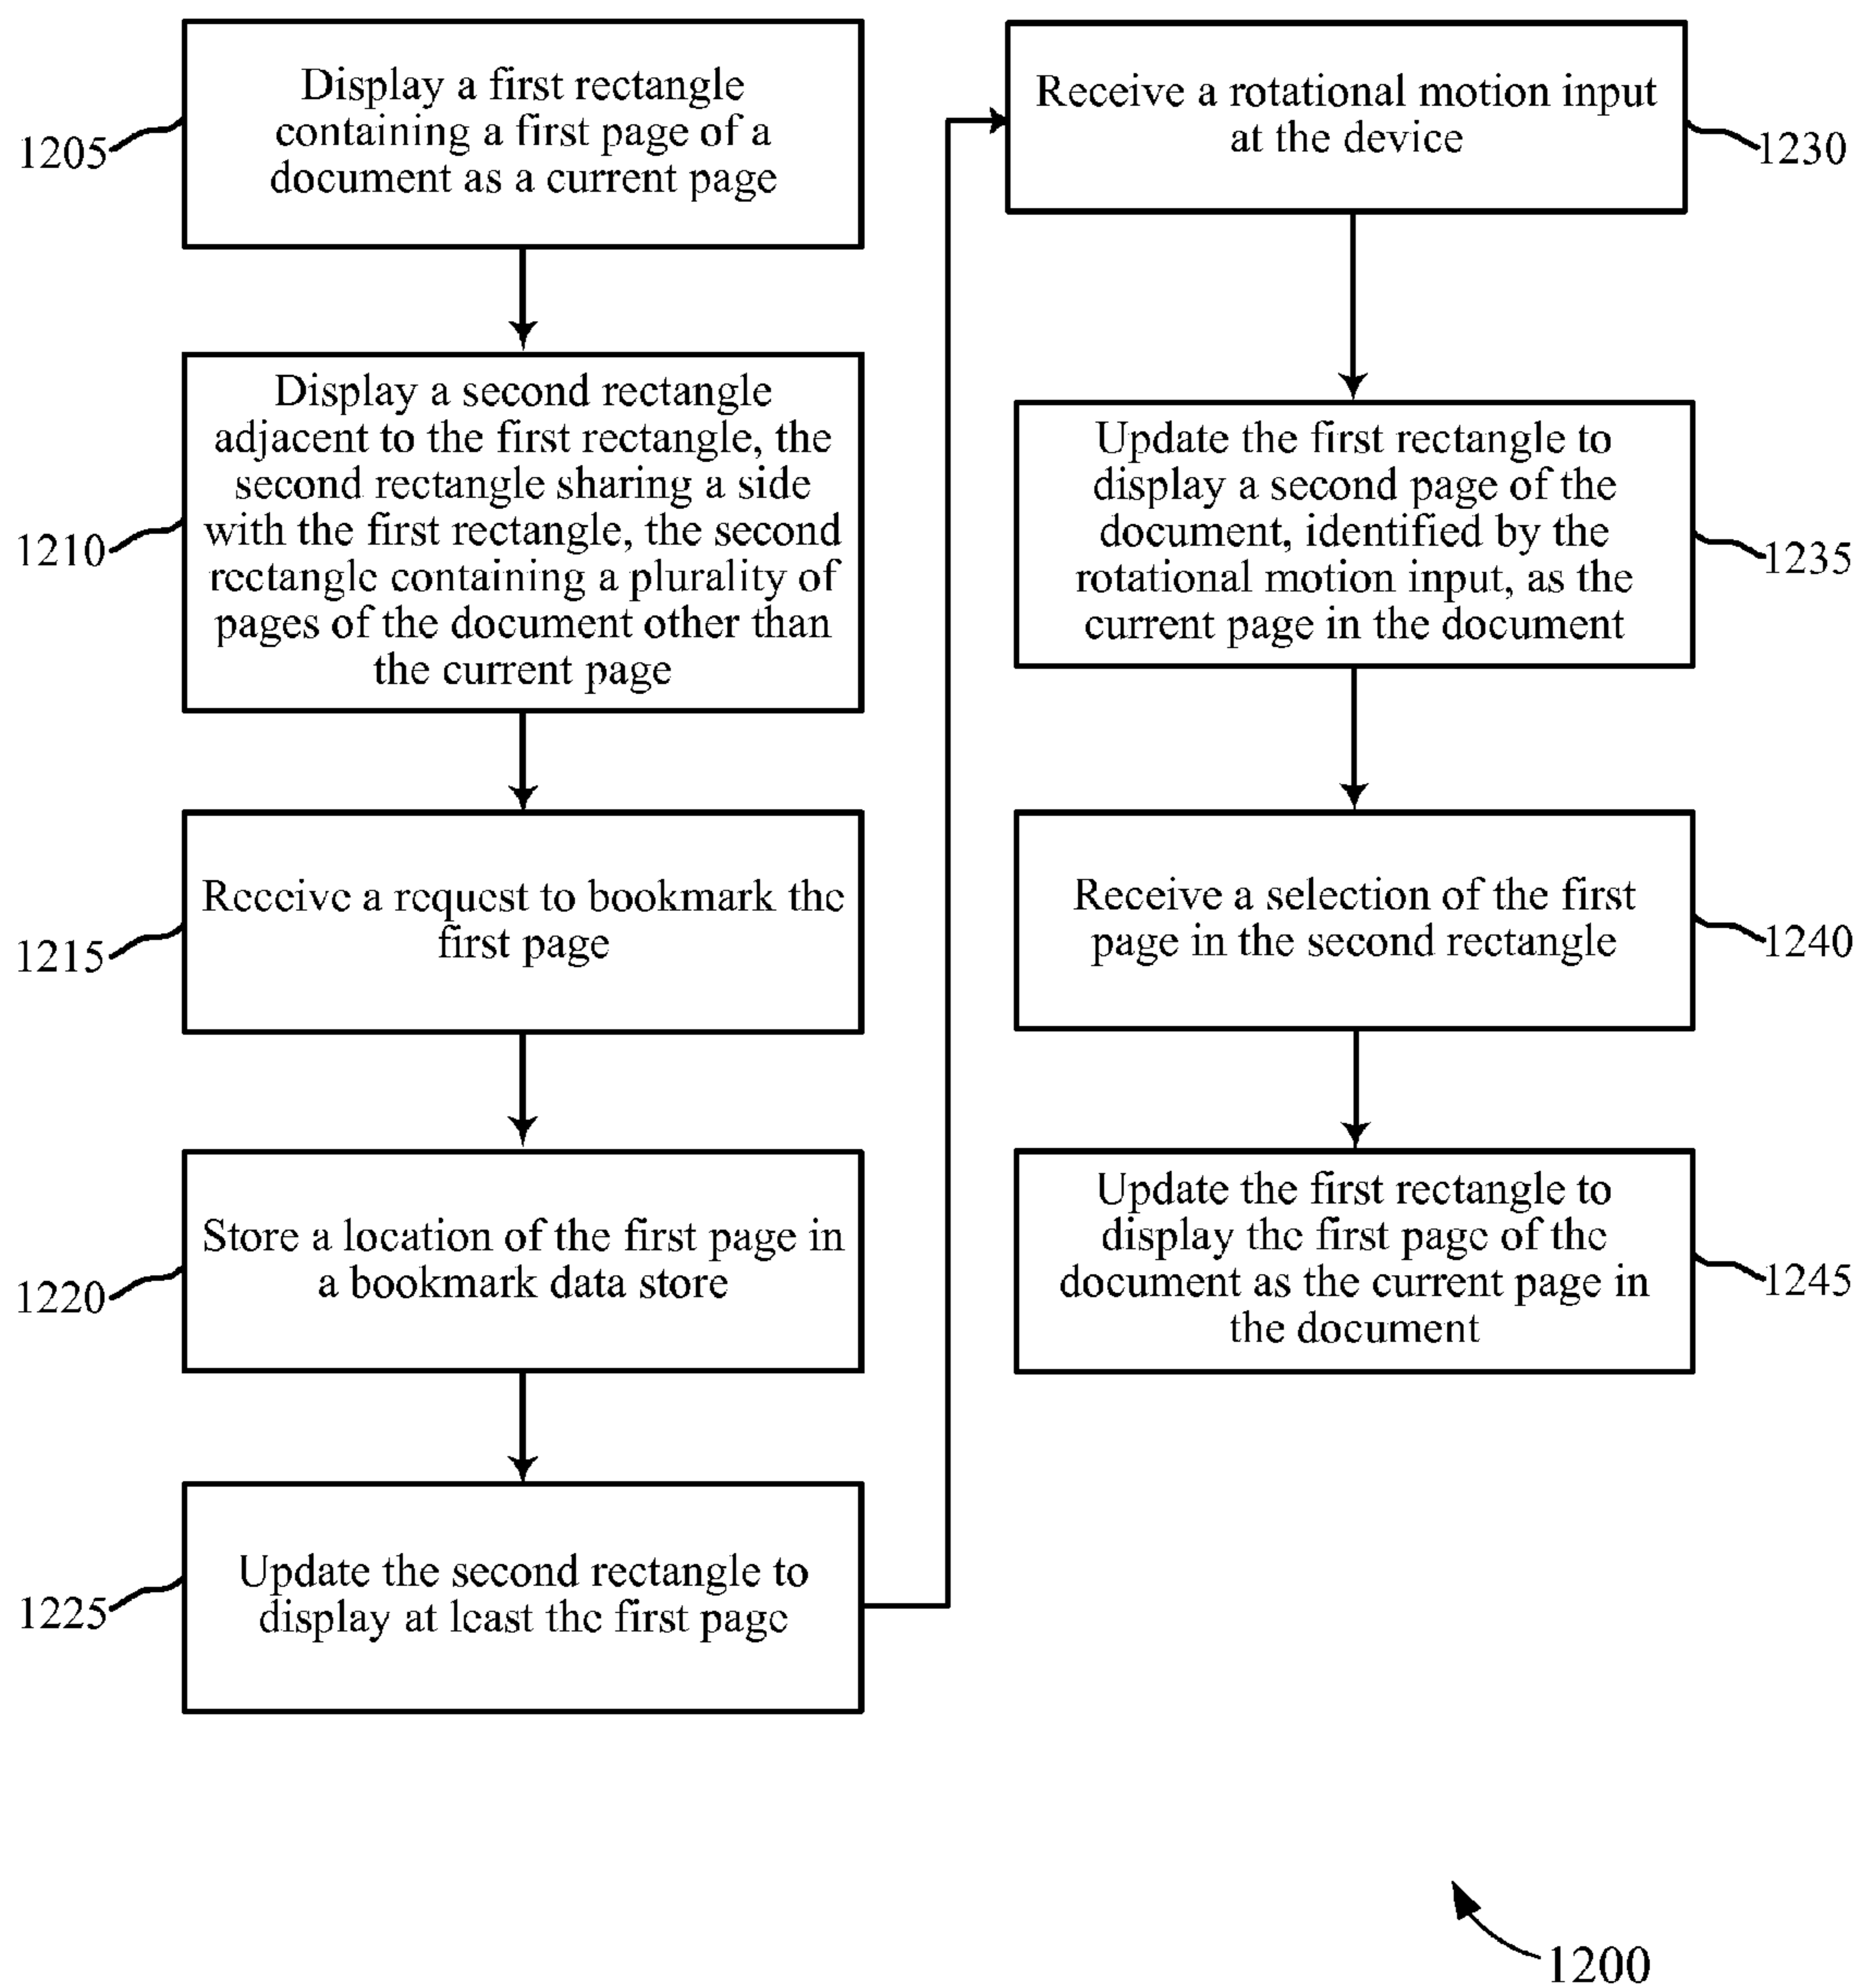 Display a first rectangle
containing a first page of a
document as a current page
1205
Display a second rectangle
adjacent to the first rectangle, the
second rectangle sharing a side
with the first rectangle, the second
rectangle containing a plurality of
pages of the document other than
the current page
1210
Receive a request to bookmark the
first page
1215
Store a location of the first page in
a bookmark data store
1220
Update the second rectangle to
display at least the first page
1225
Receive a rotational motion input
at the device
1230
Update the first rectangle to
display a second page of the
document, identified by the
rotational motion input, as the
current page in the document
1235
Receive a selection of the first
page in the second rectangle
1240
Update the first rectangle to
display the first page of the
document as the current page in
the document
1245
1200